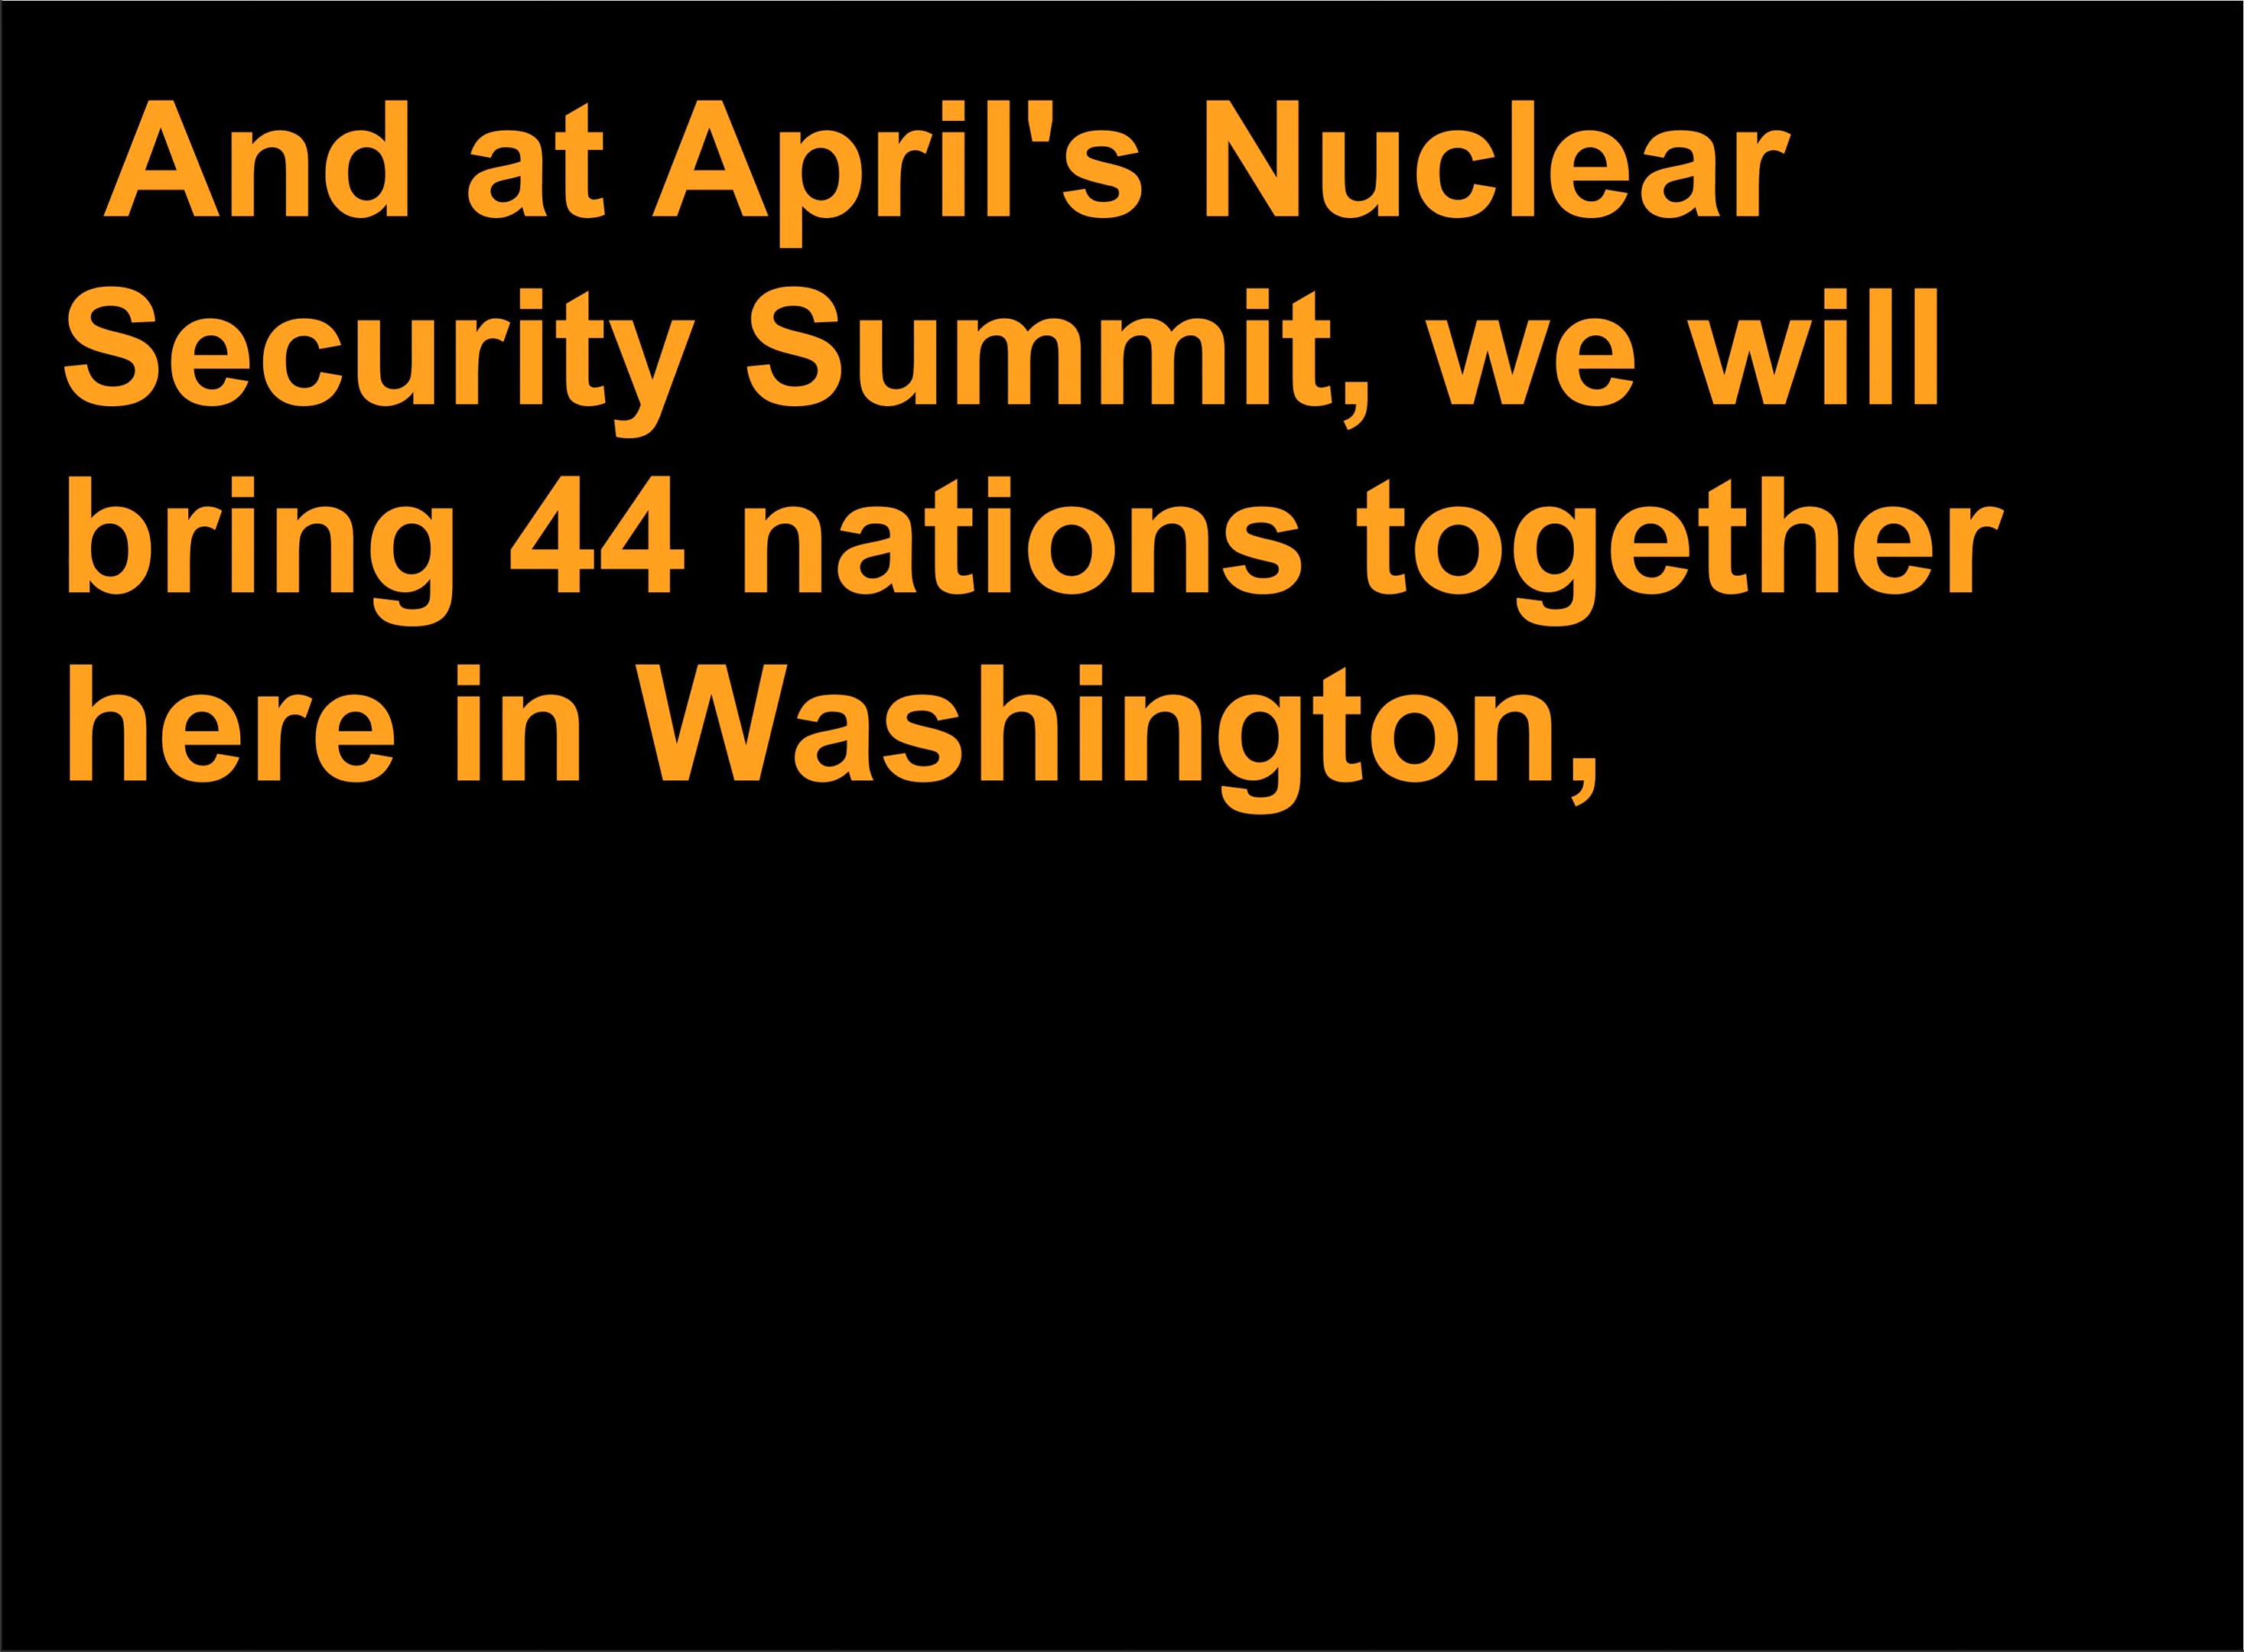 And at April's Nuclear
Security Summit, we will
bring 44 nations together
here in Washington,